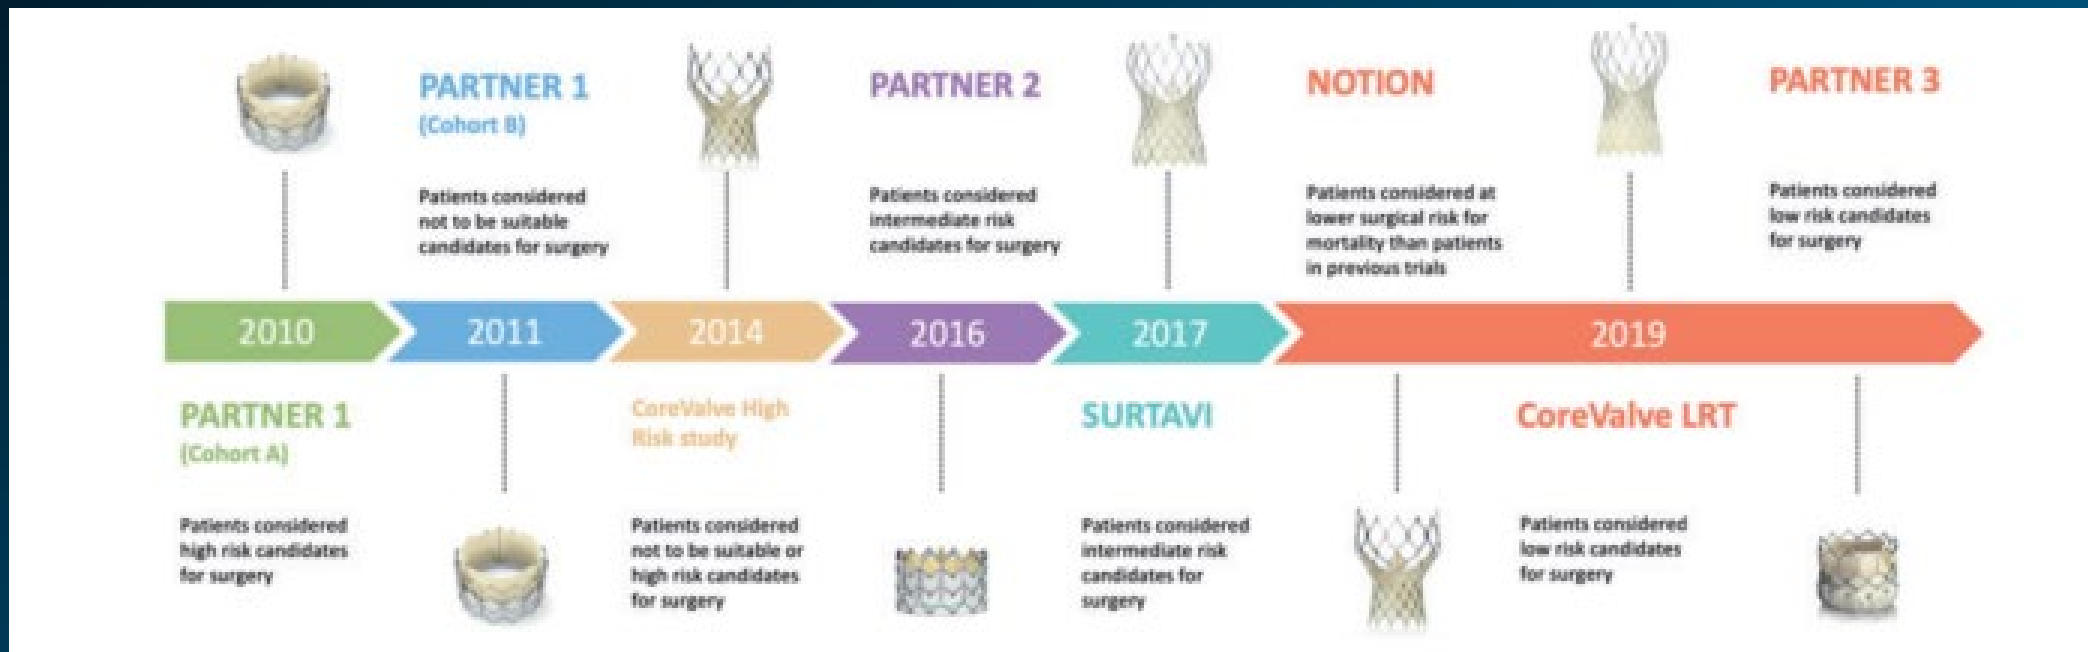 PARTNER 1
(Cohort B)
Patients considered
not to be suitable
candidates for surgery
PARTNER 2
Patients considered
intermediate risk
candidates for surgery
NOTION
Patients considered at
lower surgical risk for
mortality than patients
in previous trials
PARTNER 3
Patients considered
low risk candidates
for surgery
2010
2011
2014
2016
2017
2019
PARTNER 1
(Cohort A)
Patients considered
high risk candidates
for surgery
CoreValve High
Risk study
Patients considered
not to be suitable or
high risk candidates
for surgery
SURTAVI
Patients considered
intermediate risk
candidates for
surgery
CoreValve LRT
Patients considered
low risk candidates
for surgery